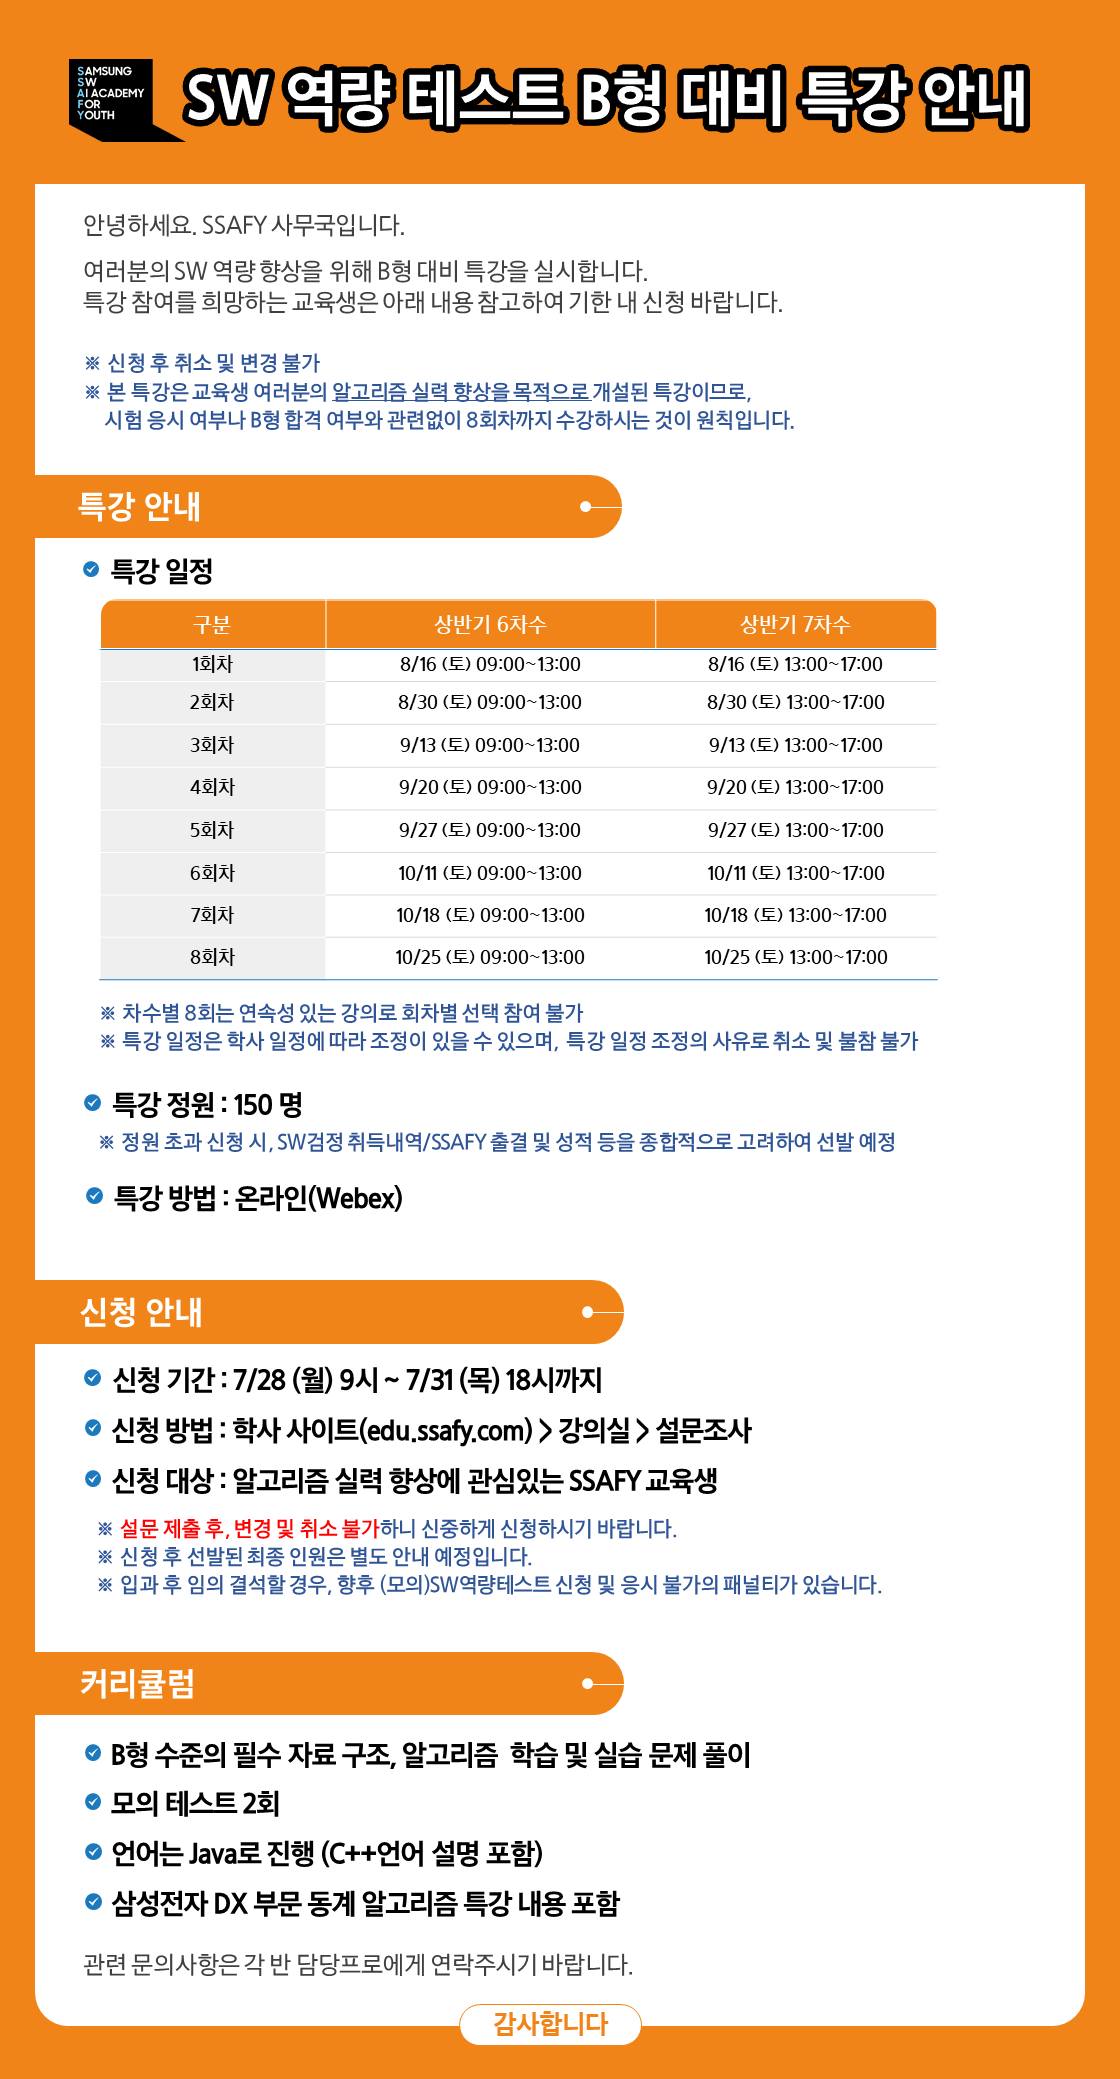 SAMSUNG
SW
AI ACADEMY
FOR
YOUTH
SW 역량 테스트 B형 대비 특강 안내
안녕하세요. SSAFY 사무국입니다.
여러분의 SW 역량 향상을 위해 B형 대비 특강을 실시합니다.
특강 참여를 희망하는 교육생은 아래 내용 참고하여 기한 내 신청 바랍니다.
※ 신청 후 취소 및 변경 불가
※ 본 특강은 교육생 여러분의 알고리즘 실력 향상을 목적으로 개설된 특강이므로,
시험 응시 여부나 B형 합격 여부와 관련없이 8회차까지 수강하시는 것이 원칙입니다.
특강 안내
특강 일정
구분 상반기 6차수 상반기 7차수
1회차 8/16 (토) 09:00~13:00 8/16 (토) 13:00~17:00
2회차 8/30 (토) 09:00~13:00 8/30 (토) 13:00~17:00
3회차 9/13 (토) 09:00~13:00 9/13 (토) 13:00~17:00
4회차 9/20 (토) 09:00~13:00 9/20 (토) 13:00~17:00
5회차 9/27 (토) 09:00~13:00 9/27 (토) 13:00~17:00
6회차 10/11 (토) 09:00~13:00 10/11 (토) 13:00~17:00
7회차 10/18 (토) 09:00~13:00 10/18 (토) 13:00~17:00
8회차 10/25 (토) 09:00~13:00 10/25 (토) 13:00~17:00
※ 차수별 8회는 연속성 있는 강의로 회차별 선택 참여 불가
※ 특강 일정은 학사 일정에 따라 조정이 있을 수 있으며, 특강 일정 조정의 사유로 취소 및 불참 불가
특강 정원 : 150 명
※ 정원 초과 신청 시, SW검정 취득내역/SSAFY 출결 및 성적 등을 종합적으로 고려하여 선발 예정
특강 방법 : 온라인(Webex)
신청 안내
신청 기간 : 7/28 (월) 9시 ~ 7/31 (목) 18시까지
신청 방법 : 학사 사이트(edu.ssafy.com) > 강의실 > 설문조사
신청 대상 : 알고리즘 실력 향상에 관심있는 SSAFY 교육생
※ 설문 제출 후, 변경 및 취소 불가하니 신중하게 신청하시기 바랍니다.
※ 신청 후 선발된 최종 인원은 별도 안내 예정입니다.
※ 입과 후 임의 결석할 경우, 향후 (모의)SW역량테스트 신청 및 응시 불가의 패널티가 있습니다.
커리큘럼
B형 수준의 필수 자료 구조, 알고리즘 학습 및 실습 문제 풀이
모의 테스트 2회
언어는 Java로 진행 (C++언어 설명 포함)
삼성전자 DX 부문 동계 알고리즘 특강 내용 포함
관련 문의사항은 각 반 담당프로에게 연락주시기 바랍니다.
감사합니다